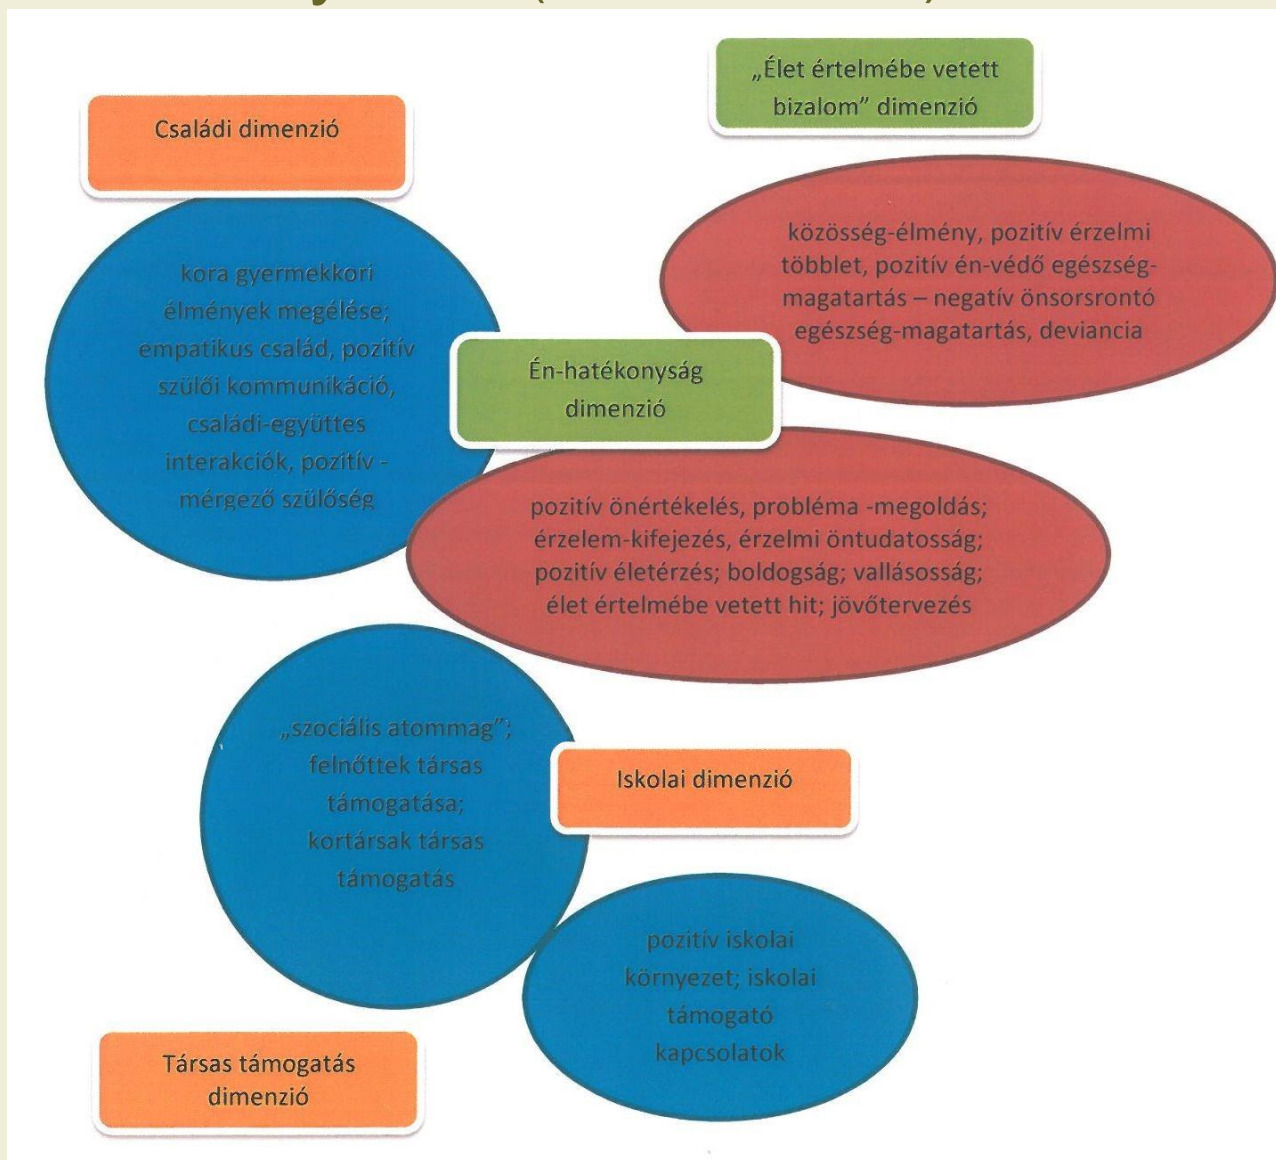 Családi dimenzió
kora gyermekkori
élmények megélése;
empatikus család, pozitív
szülői kommunikáció,
családi-együttes
interakciók, pozitív -
mérgező szülőség
„Élet értelmébe vetett
bizalom” dimenzió
közösség-élmény, pozitív érzelmi
többlet, pozitív én-védő egészség-
magatartás – negatív önsorsrontó
egészség-magatartás, deviancia
Én-hatékonyság
dimenzió
pozitív önértékelés, probléma -megoldás;
érzelem-kifejezés, érzelmi öntudatosság;
pozitív életérzés; boldogság; vallásosság;
élet értelmébe vetett hit; jövőtervezés
„szociális atommag”;
felnőttek társas
támogatása;
kortársak társas
támogatás
Iskolai dimenzió
pozitív iskolai
környezet; iskolai
támogató
kapcsolatok
Társas támogatás
dimenzió